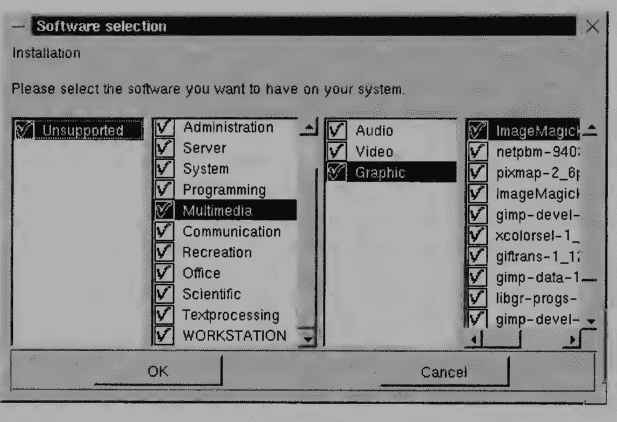 Software selection
Installation
Please select the software you want to have on your system.
Unsupported
Administration
Server
System
Programming
Multimedia
Communication
Recreation
Office
Scientific
Textprocessing
WORKSTATION
Audio
Video
Graphic
ImageMagick
netpbm-940
pixmap-2_6p
ImageMagick
gimp-devel-
xcolorsel-1_
giftrans-1_1
gimp-data-1
libgr-progs-
gimp-devel-
OK
Cancel